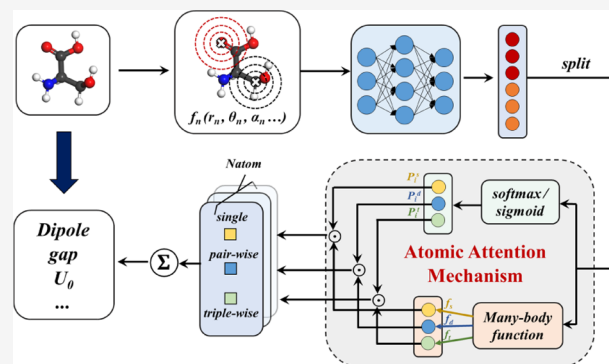 fₙ(rₙ, θₙ, αₙ...)
split
Natom
single
pair-wise
triple-wise
Σ
Dipole
gap
U₀
...
Pᵢˢ
Pᵢᵈ
softmax/
sigmoid
Atomic Attention
Mechanism
fₛ
f_d
fₜ
Many-body
function